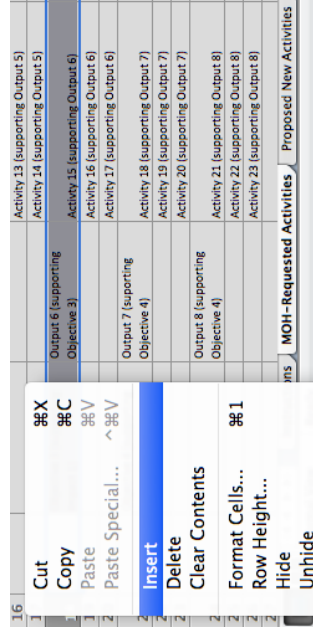 16
Activity 13 (supporting Output 5)
Activity 14 (supporting Output 5)
Output 6 (supporting
Objective 3)
Activity 15 (supporting Output 6)
Activity 16 (supporting Output 6)
Activity 17 (supporting Output 6)
Output 7 (suporting
Objective 4)
Activity 18 (supporting Output 7)
Activity 19 (supporting Output 7)
Activity 20 (supporting Output 7)
Output 8 (supporting
Objective 4)
Activity 21 (supporting Output 8)
Activity 22 (supporting Output 8)
Activity 23 (supporting Output 8)
Cut ⌘X
Copy ⌘C
Paste ⌘V
Paste Special... ^⌘V
Insert
Delete
Clear Contents
Format Cells... ⌘1
Row Height...
Hide
Unhide
ons MOH-Requested Activities Proposed New Activities